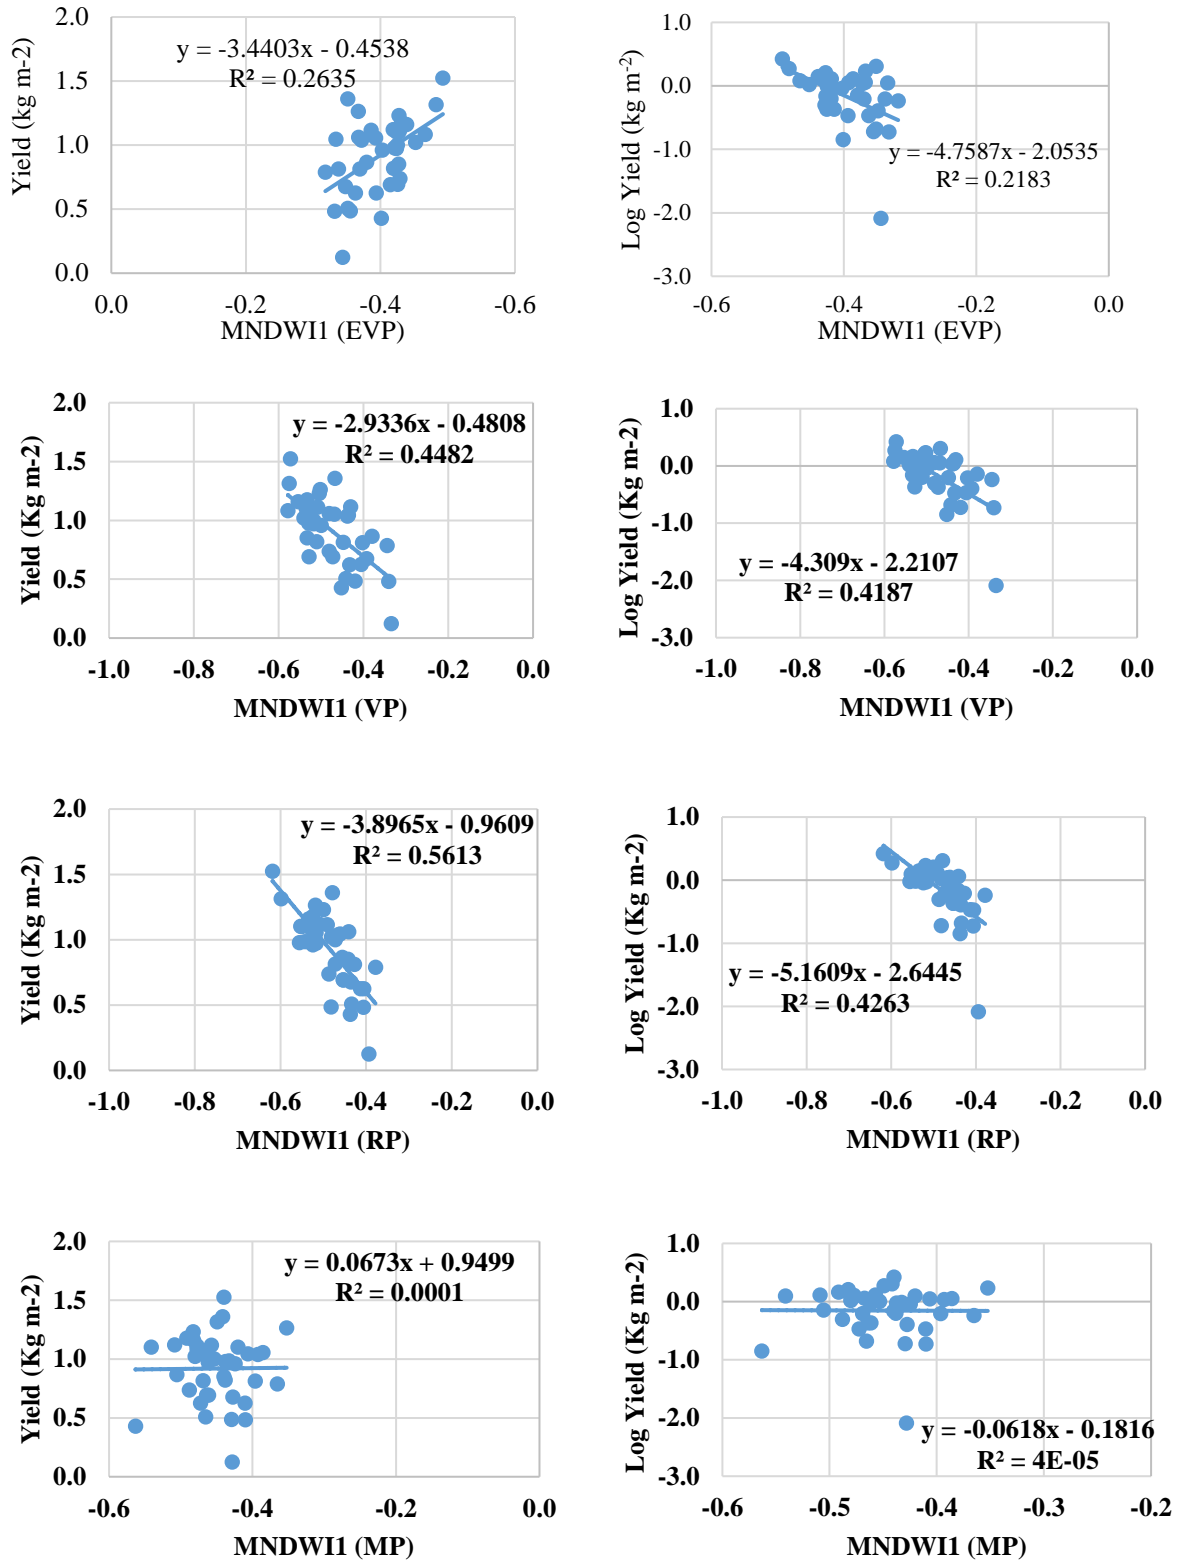 y = -3.4403x - 0.4538
R² = 0.2635
2.0
1.5
1.0
0.5
0.0
0.0
-0.2
-0.4
-0.6
Yield (kg m-2)
MNDWI1 (EVP)
y = -4.7587x - 2.0535
R² = 0.2183
1.0
0.0
-1.0
-2.0
-3.0
-0.6
-0.4
-0.2
0.0
Log Yield (kg m-2)
MNDWI1 (EVP)
y = -2.9336x - 0.4808
R² = 0.4482
2.0
1.5
1.0
0.5
0.0
-1.0
-0.8
-0.6
-0.4
-0.2
0.0
Yield (Kg m-2)
MNDWI1 (VP)
y = -4.309x - 2.2107
R² = 0.4187
1.0
0.0
-1.0
-2.0
-3.0
-1.0
-0.8
-0.6
-0.4
-0.2
0.0
Log Yield (Kg m-2)
MNDWI1 (VP)
y = -3.8965x - 0.9609
R² = 0.5613
2.0
1.5
1.0
0.5
0.0
-1.0
-0.8
-0.6
-0.4
-0.2
0.0
Yield (Kg m-2)
MNDWI1 (RP)
y = -5.1609x - 2.6445
R² = 0.4263
1.0
0.0
-1.0
-2.0
-3.0
-1.0
-0.8
-0.6
-0.4
-0.2
0.0
Log Yield (Kg m-2)
MNDWI1 (RP)
y = 0.0673x + 0.9499
R² = 0.0001
2.0
1.5
1.0
0.5
0.0
-0.6
-0.4
-0.2
0.0
Yield (Kg m-2)
MNDWI1 (MP)
y = -0.0618x - 0.1816
R² = 4E-05
1.0
0.0
-1.0
-2.0
-3.0
-0.6
-0.5
-0.4
-0.3
-0.2
Log Yield (Kg m-2)
MNDWI1 (MP)